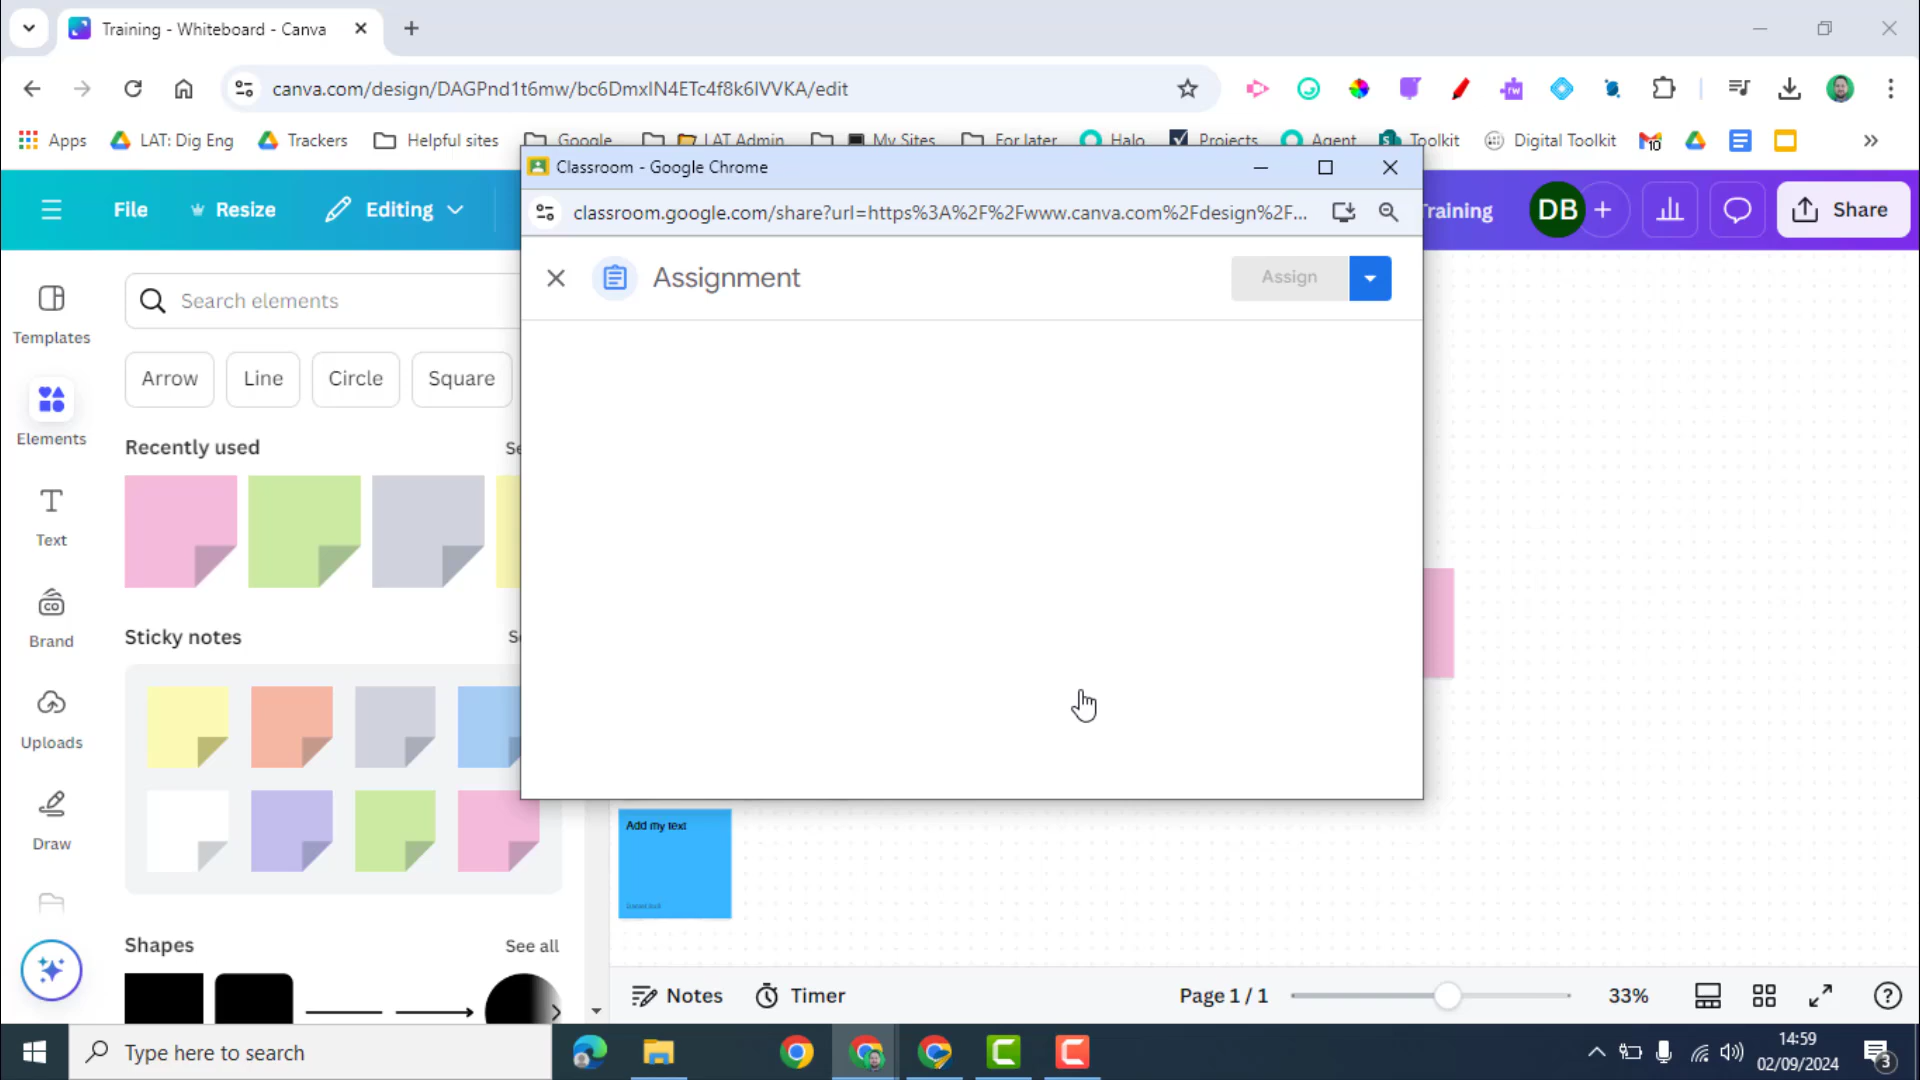 Training - Whiteboard - Canva
canva.com/design/DAGPnd1t6mw/bc6DmxIN4ETc4f8k6IVVKA/edit
Apps
LAT: Dig Eng
Trackers
Helpful sites
Google
LAT Admin
My Sites
For later
Halo
Projects
Agent
Toolkit
Digital Toolkit
10
Classroom - Google Chrome
classroom.google.com/share?url=https%3A%2F%2Fwww.canva.com%2Fdesign%2F...
File
Resize
Editing
Training
DB
Share
Assignment
Assign
Search elements
Templates
Arrow
Line
Circle
Square
Elements
Recently used
Text
Brand
Sticky notes
Uploads
Draw
Add my text
Shapes
See all
Notes
Timer
Page 1 / 1
33%
Type here to search
14:59
02/09/2024
3